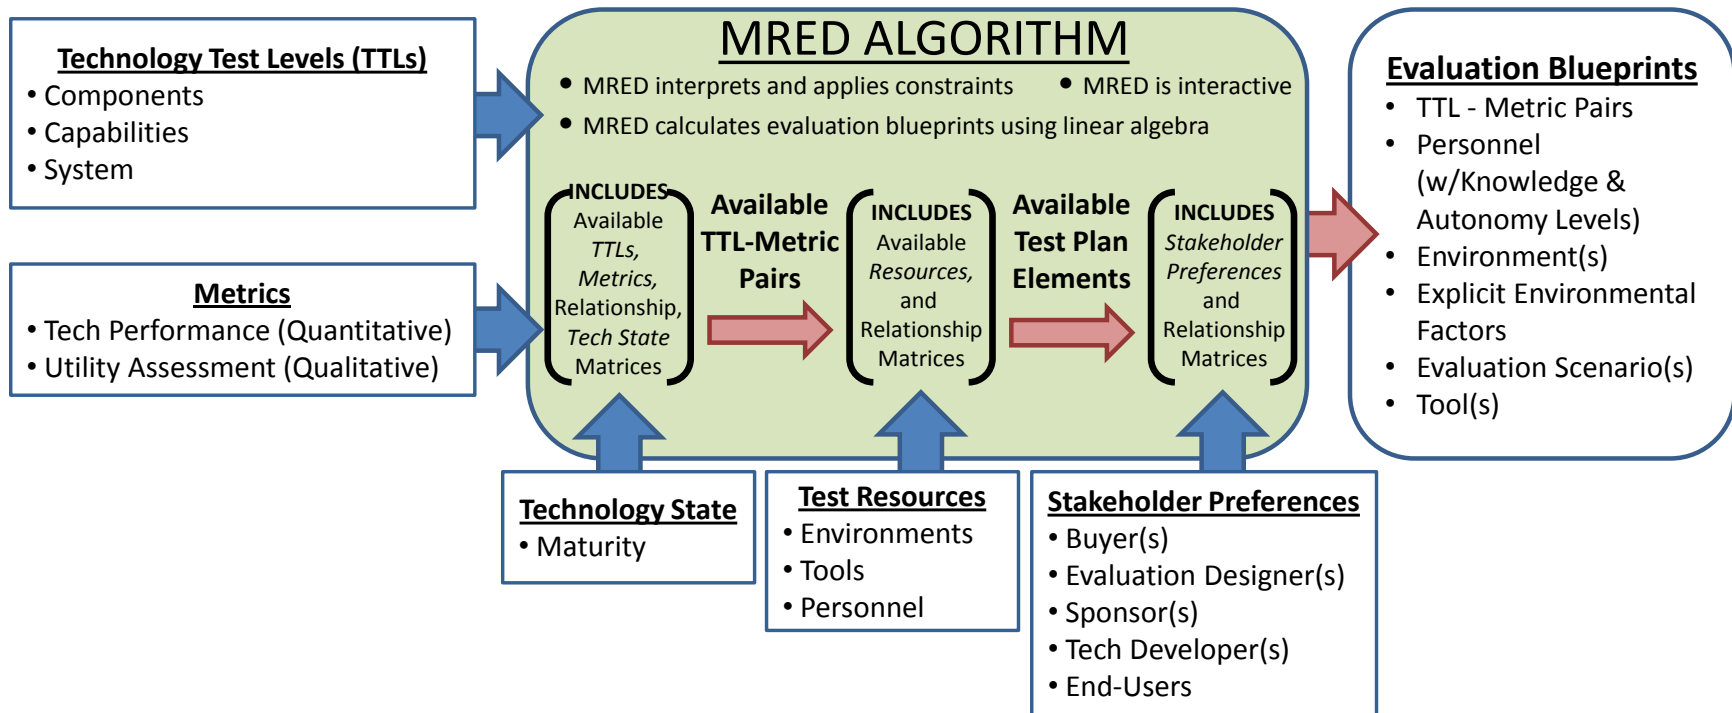 Technology Test Levels (TTLs)
• Components
• Capabilities
• System
Metrics
• Tech Performance (Quantitative)
• Utility Assessment (Qualitative)
MRED ALGORITHM
• MRED interprets and applies constraints
• MRED is interactive
• MRED calculates evaluation blueprints using linear algebra
INCLUDES
Available
TTLs,
Metrics,
Relationship,
Tech State
Matrices
Available
TTL-Metric
Pairs
INCLUDES
Available
Resources,
and
Relationship
Matrices
Available
Test Plan
Elements
INCLUDES
Stakeholder
Preferences
and
Relationship
Matrices
Technology State
• Maturity
Test Resources
• Environments
• Tools
• Personnel
Stakeholder Preferences
• Buyer(s)
• Evaluation Designer(s)
• Sponsor(s)
• Tech Developer(s)
• End-Users
Evaluation Blueprints
• TTL - Metric Pairs
• Personnel
(w/Knowledge &
Autonomy Levels)
• Environment(s)
• Explicit Environmental
Factors
• Evaluation Scenario(s)
• Tool(s)